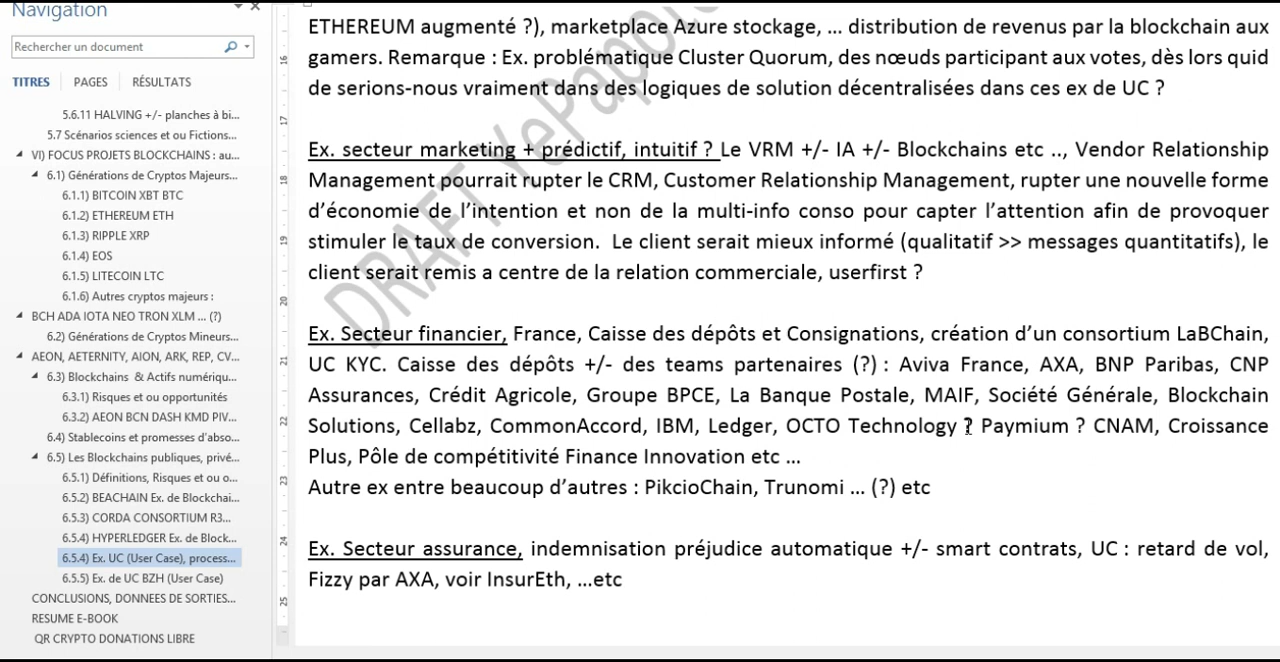 Navigation
Rechercher un document
TITRES PAGES RÉSULTATS
5.6.11 HALVING +/- planches à bi...
5.7 Scénarios sciences et ou Fictions...
VI) FOCUS PROJETS BLOCKCHAINS : au...
6.1) Générations de Cryptos Majeurs...
6.1.1) BITCOIN XBT BTC
6.1.2) ETHEREUM ETH
6.1.3) RIPPLE XRP
6.1.4) EOS
6.1.5) LITECOIN LTC
6.1.6) Autres cryptos majeurs :
BCH ADA IOTA NEO TRON XLM ... (?)
6.2) Générations de Cryptos Mineurs...
AEON, AETERNITY, AION, ARK, REP, CV...
6.3) Blockchains & Actifs numériqu...
6.3.1) Risques et ou opportunités
6.3.2) AEON BCN DASH KMD PIV...
6.4) Stablecoins et promesses d'abso...
6.5) Les Blockchains publiques, privé...
6.5.1) Définitions, Risques et ou o...
6.5.2) BEACHAIN Ex. de Blockchai...
6.5.3) CORDA CONSORTIUM R3...
6.5.4) HYPERLEDGER Ex. de Block...
6.5.4) Ex. UC (User Case), process...
6.5.5) Ex. de UC BZH (User Case)
CONCLUSIONS, DONNEES DE SORTIES...
RESUME E-BOOK
QR CRYPTO DONATIONS LIBRE
16
17
18
19
20
21
22
23
24
25
ETHEREUM augmenté ?), marketplace Azure stockage, ... distribution de revenus par la blockchain aux
gamers. Remarque : Ex. problématique Cluster Quorum, des nœuds participant aux votes, dès lors quid
de serions-nous vraiment dans des logiques de solution décentralisées dans ces ex de UC ?
Ex. secteur marketing + prédictif, intuitif ? Le VRM +/- IA +/- Blockchains etc .., Vendor Relationship
Management pourrait rupter le CRM, Customer Relationship Management, rupter une nouvelle forme
d'économie de l'intention et non de la multi-info conso pour capter l'attention afin de provoquer
stimuler le taux de conversion. Le client serait mieux informé (qualitatif >> messages quantitatifs), le
client serait remis a centre de la relation commerciale, userfirst ?
Ex. Secteur financier, France, Caisse des dépôts et Consignations, création d'un consortium LaBChain,
UC KYC. Caisse des dépôts +/- des teams partenaires (?) : Aviva France, AXA, BNP Paribas, CNP
Assurances, Crédit Agricole, Groupe BPCE, La Banque Postale, MAIF, Société Générale, Blockchain
Solutions, Cellabz, CommonAccord, IBM, Ledger, OCTO Technology ? Paymium ? CNAM, Croissance
Plus, Pôle de compétitivité Finance Innovation etc ...
Autre ex entre beaucoup d'autres : PikcioChain, Trunomi ... (?) etc
Ex. Secteur assurance, indemnisation préjudice automatique +/- smart contrats, UC : retard de vol,
Fizzy par AXA, voir InsurEth, ...etc
DRAFT